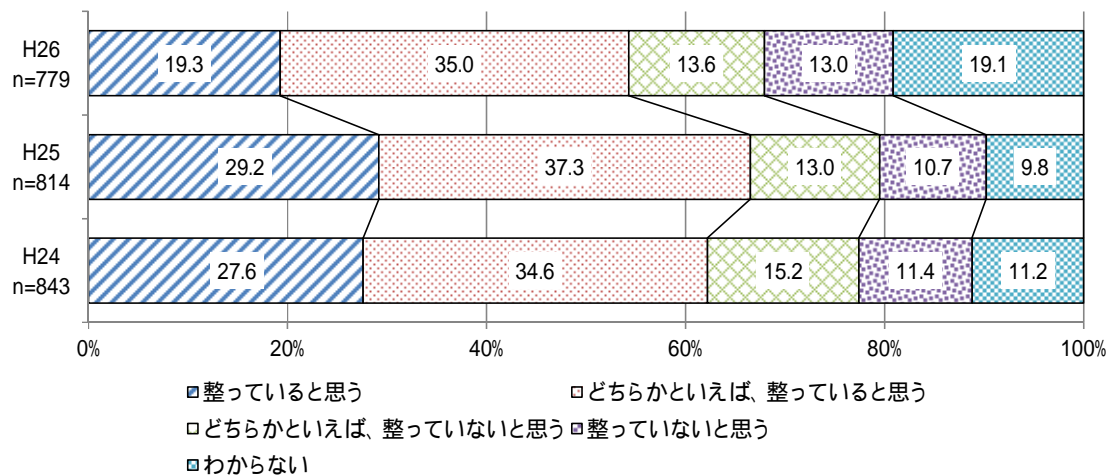 H26
n=779
19.3 35.0 13.6 13.0 19.1
H25
n=814
29.2 37.3 13.0 10.7 9.8
H24
n=843
27.6 34.6 15.2 11.4 11.2
0% 20% 40% 60% 80% 100%
整っていると思う どちらかといえば、整っていると思う
どちらかといえば、整っていないと思う 整っていないと思う
わからない